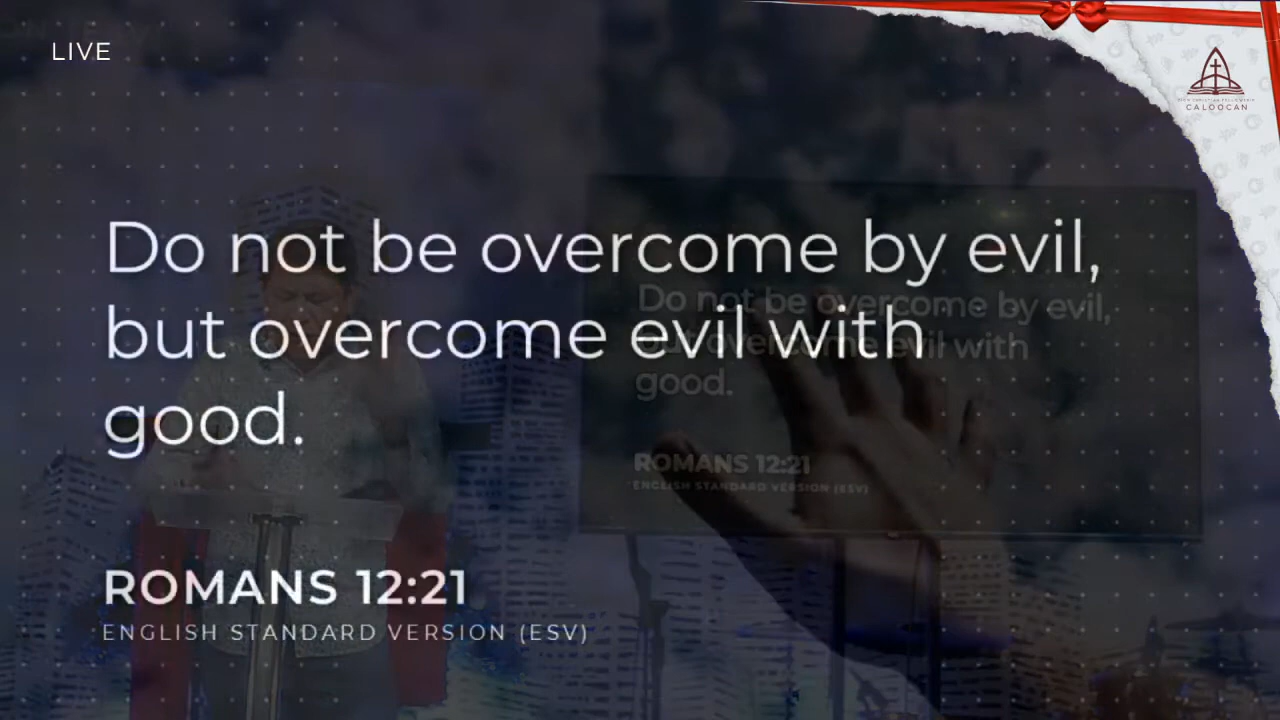 LIVE
CALOOCAN
Do not be overcome by evil,
but overcome evil with
good.
ROMANS 12:21
ENGLISH STANDARD VERSION (ESV)
Do not be overcome by evil,
but overcome evil with
good.
ROMANS 12:21
ENGLISH STANDARD VERSION (ESV)